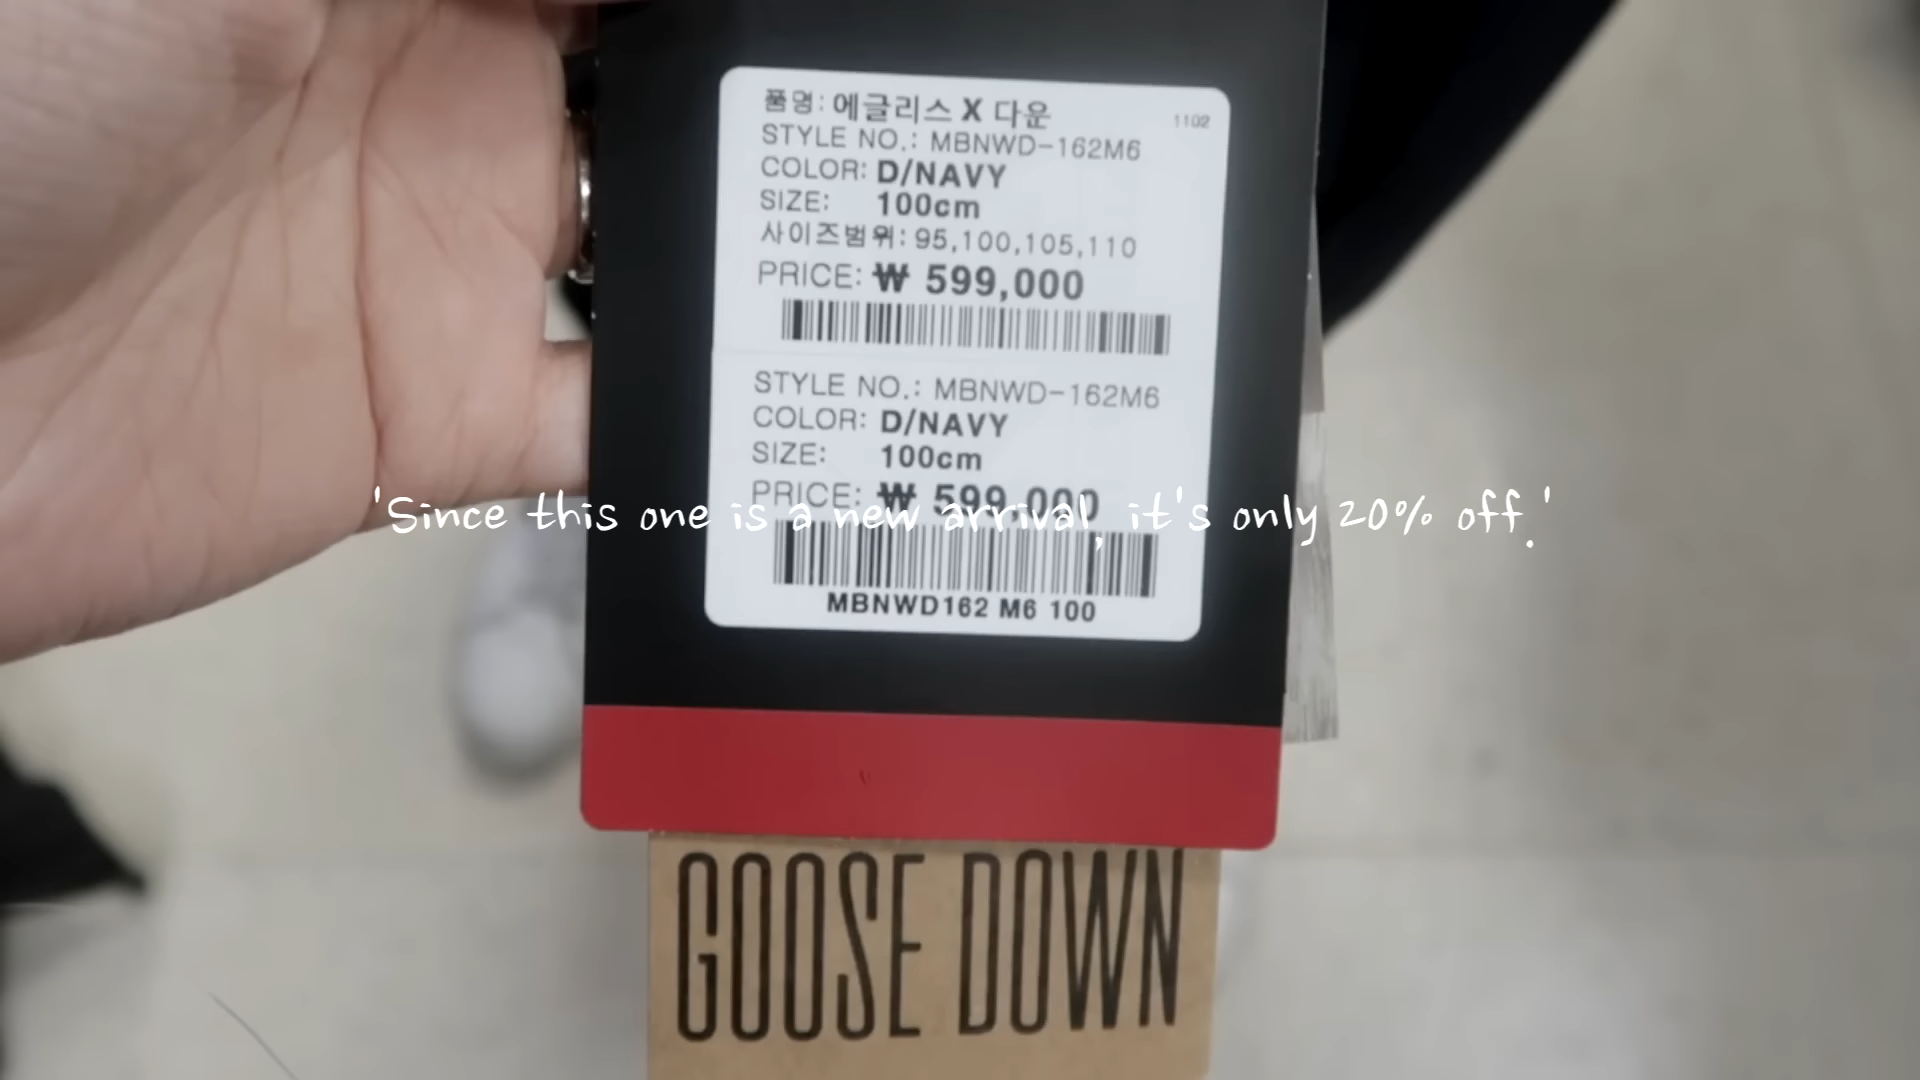 품명: 에글리스 X 다운
1102
STYLE NO.: MBNWD-162M6
COLOR: D/NAVY
SIZE: 100cm
사이즈범위: 95,100,105,110
PRICE: ₩ 599,000
STYLE NO.: MBNWD-162M6
COLOR: D/NAVY
SIZE: 100cm
PRICE: ₩ 599,000
'Since this one is a new arrival, it's only 20% off.'
MBNWD162 M6 100
GOOSE DOWN